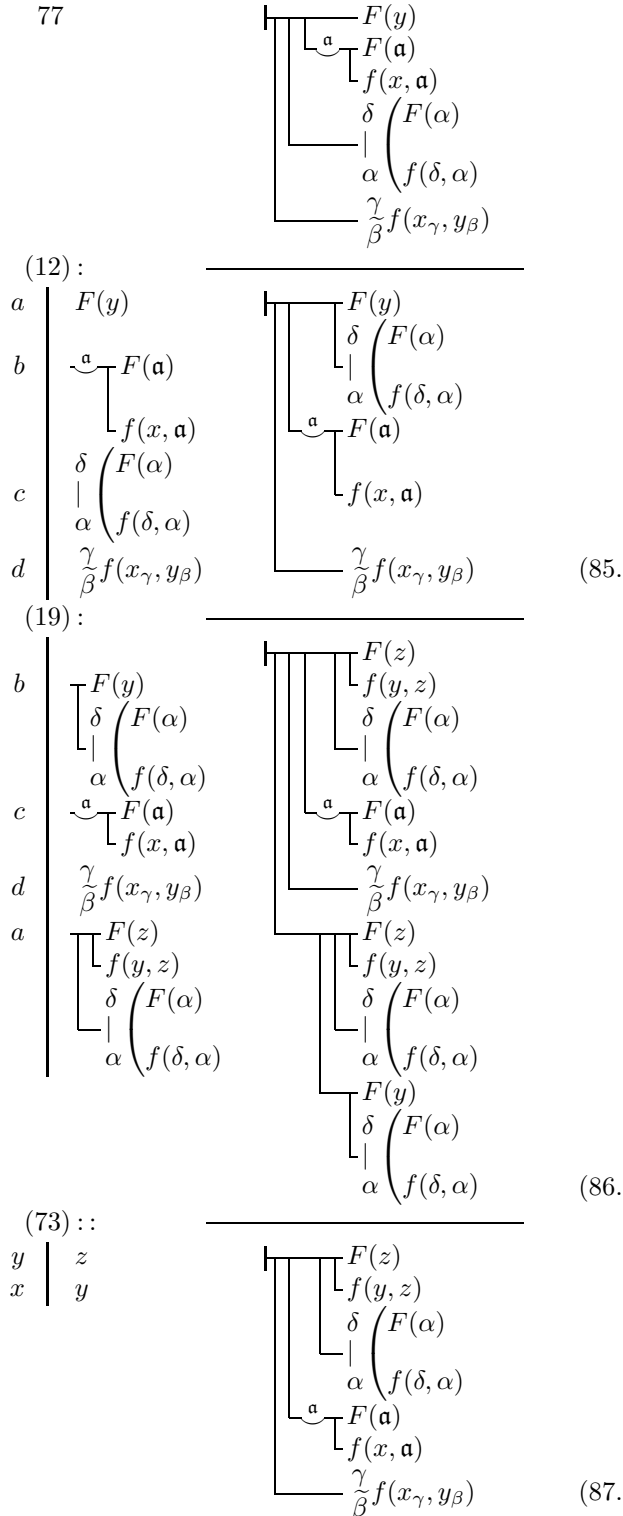 77 F(y)
F(𝔞)
𝔞
f(x, 𝔞)
δ F(α)
|
α f(δ, α)
γ
β̃ f(x_γ, y_β)
(12) :
a F(y) F(y)
δ F(α)
b 𝔞 F(𝔞) |
α f(δ, α)
f(x, 𝔞) 𝔞 F(𝔞)
δ F(α)
c | f(x, 𝔞)
α f(δ, α)
d γ γ
β̃ f(x_γ, y_β) β̃ f(x_γ, y_β) (85.
(19) :
F(z)
b F(y) f(y, z)
δ F(α) δ F(α)
| |
α f(δ, α) α f(δ, α)
c 𝔞 F(𝔞) 𝔞 F(𝔞)
f(x, 𝔞) f(x, 𝔞)
d γ γ
β̃ f(x_γ, y_β) β̃ f(x_γ, y_β)
a F(z) F(z)
f(y, z) f(y, z)
δ F(α) δ F(α)
| |
α f(δ, α) α f(δ, α)
F(y)
δ F(α)
|
α f(δ, α) (86.
(73) : :
y z F(z)
x y f(y, z)
δ F(α)
|
α f(δ, α)
𝔞 F(𝔞)
f(x, 𝔞)
γ
β̃ f(x_γ, y_β) (87.